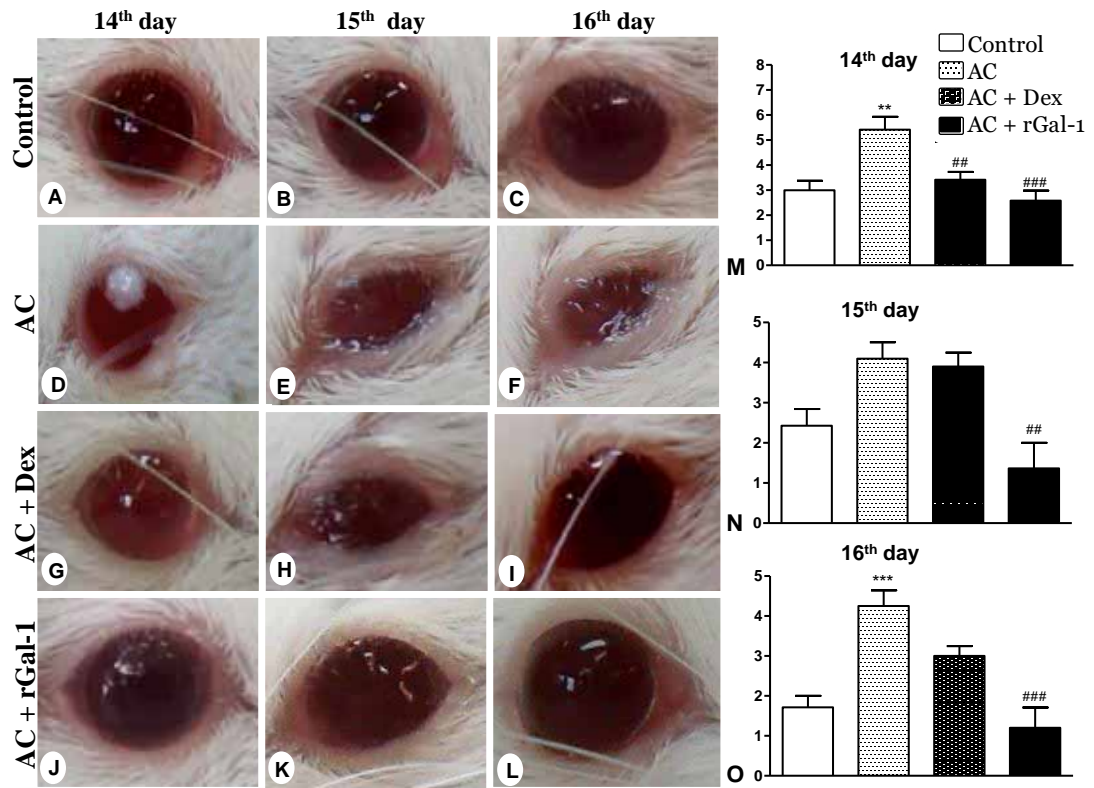 14th day
15th day
16th day
Control
A
B
C
AC
D
E
F
AC + Dex
G
H
I
AC + rGal-1
J
K
L
Control
AC
AC + Dex
AC + rGal-1
14th day
8
7
6
5
4
3
2
1
0
**
##
###
M
15th day
5
4
3
2
1
0
##
N
16th day
5
4
3
2
1
0
***
###
O